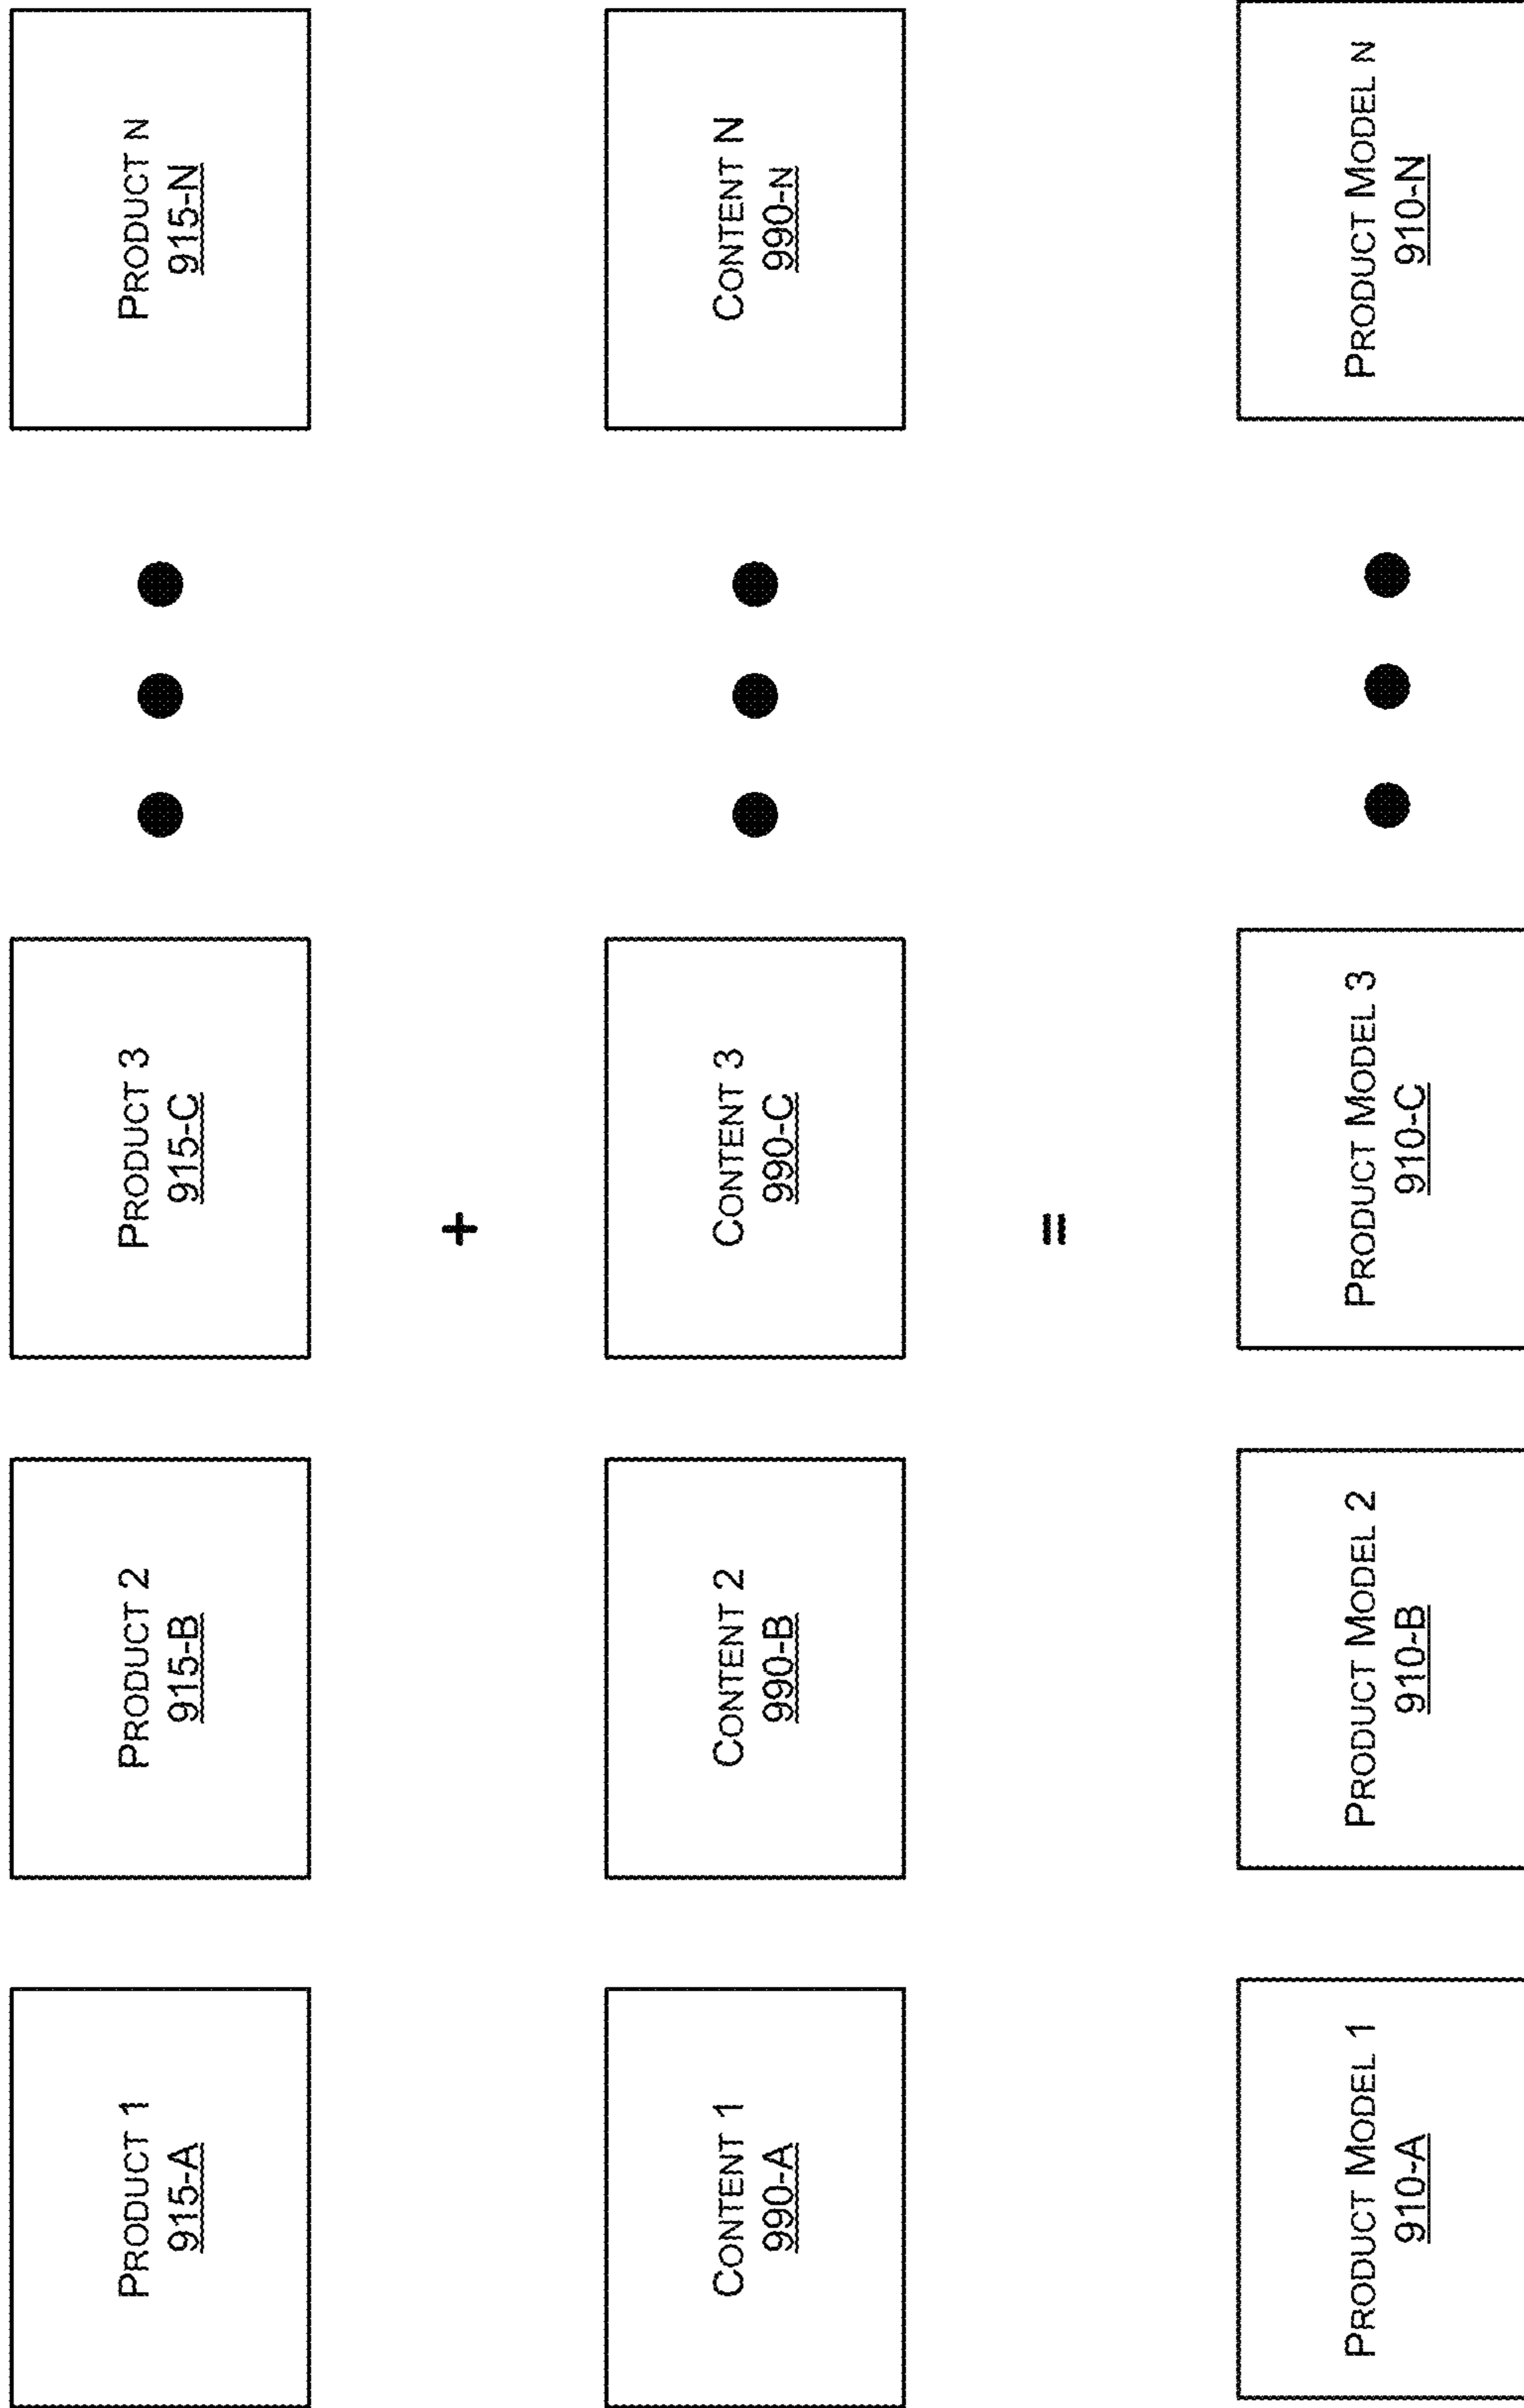 PRODUCT 1
915-A
PRODUCT 2
915-B
PRODUCT 3
915-C
PRODUCT N
915-N
+
CONTENT 1
990-A
CONTENT 2
990-B
CONTENT 3
990-C
CONTENT N
990-N
=
PRODUCT MODEL 1
910-A
PRODUCT MODEL 2
910-B
PRODUCT MODEL 3
910-C
PRODUCT MODEL N
910-N